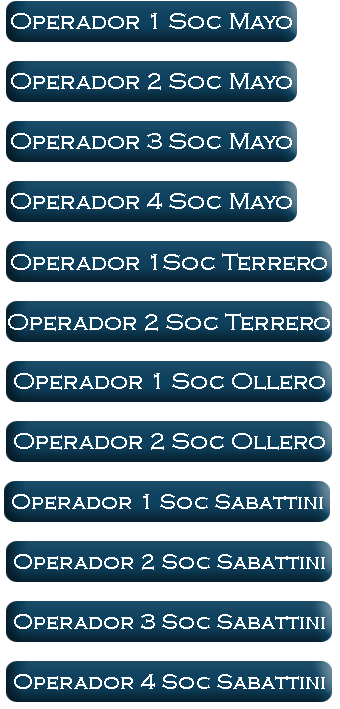 Operador 1 Soc Mayo
Operador 2 Soc Mayo
Operador 3 Soc Mayo
Operador 4 Soc Mayo
Operador 1Soc Terrero
Operador 2 Soc Terrero
Operador 1 Soc Ollero
Operador 2 Soc Ollero
Operador 1 Soc Sabattini
Operador 2 Soc Sabattini
Operador 3 Soc Sabattini
Operador 4 Soc Sabattini